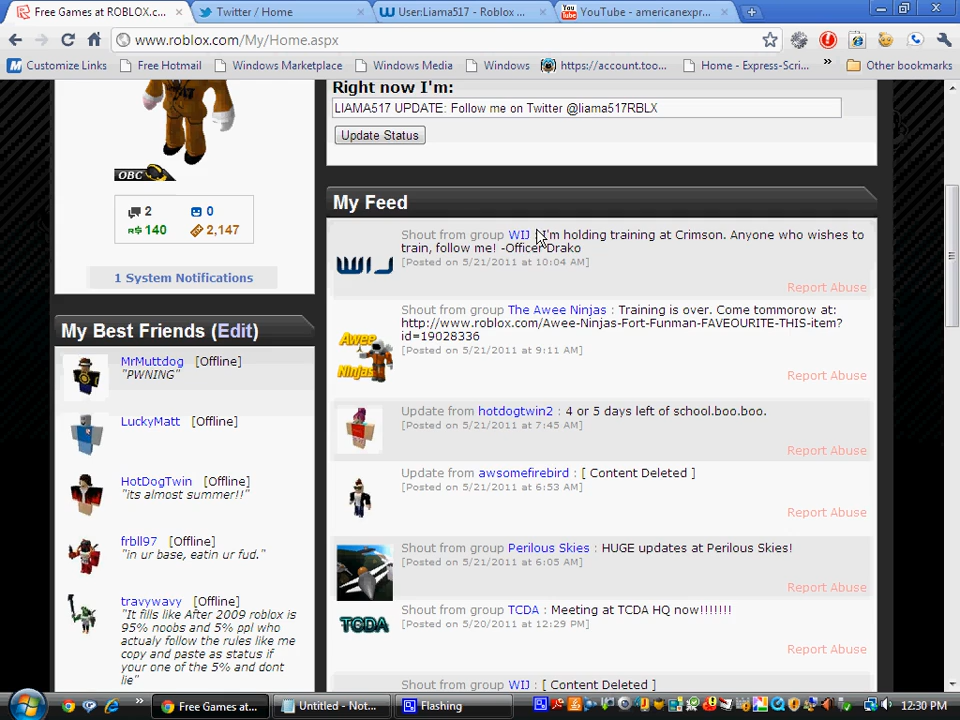 Free Games at ROBLOX.c...
Twitter / Home
User:Liama517 - Roblox ...
YouTube - americanexpr...
www.roblox.com/My/Home.aspx
Customize Links
Free Hotmail
Windows Marketplace
Windows Media
Windows
https://account.too...
Home - Express-Scri...
Other bookmarks
OBC
2
0
R$ 140
2,147
1 System Notifications
My Best Friends (Edit)
MrMuttdog [Offline]
"PWNING"
LuckyMatt [Offline]
HotDogTwin [Offline]
"its almost summer!!"
frbll97 [Offline]
"in ur base, eatin ur fud."
travywavy [Offline]
"It fills like After 2009 roblox is
95% noobs and 5% ppl who
actualy follow the rules like me
copy and paste as status if
your one of the 5% and dont
lie"
Right now I'm:
LIAMA517 UPDATE: Follow me on Twitter @liama517RBLX
Update Status
My Feed
WIJ
Shout from group WIJ : I'm holding training at Crimson. Anyone who wishes to
train, follow me! -Officer Drako
[Posted on 5/21/2011 at 10:04 AM]
Report Abuse
Awee
Ninjas
Shout from group The Awee Ninjas : Training is over. Come tommorow at:
http://www.roblox.com/Awee-Ninjas-Fort-Funman-FAVEOURITE-THIS-item?
id=19028336
[Posted on 5/21/2011 at 9:11 AM]
Report Abuse
Update from hotdogtwin2 : 4 or 5 days left of school.boo.boo.
[Posted on 5/21/2011 at 7:45 AM]
Report Abuse
Update from awsomefirebird : [ Content Deleted ]
[Posted on 5/21/2011 at 6:53 AM]
Report Abuse
Shout from group Perilous Skies : HUGE updates at Perilous Skies!
[Posted on 5/21/2011 at 6:05 AM]
Report Abuse
TCDA
Shout from group TCDA : Meeting at TCDA HQ now!!!!!!!
[Posted on 5/20/2011 at 12:29 PM]
Report Abuse
Shout from group WIJ : [ Content Deleted ]
Free Games at...
Untitled - Not...
Flashing
12:30 PM